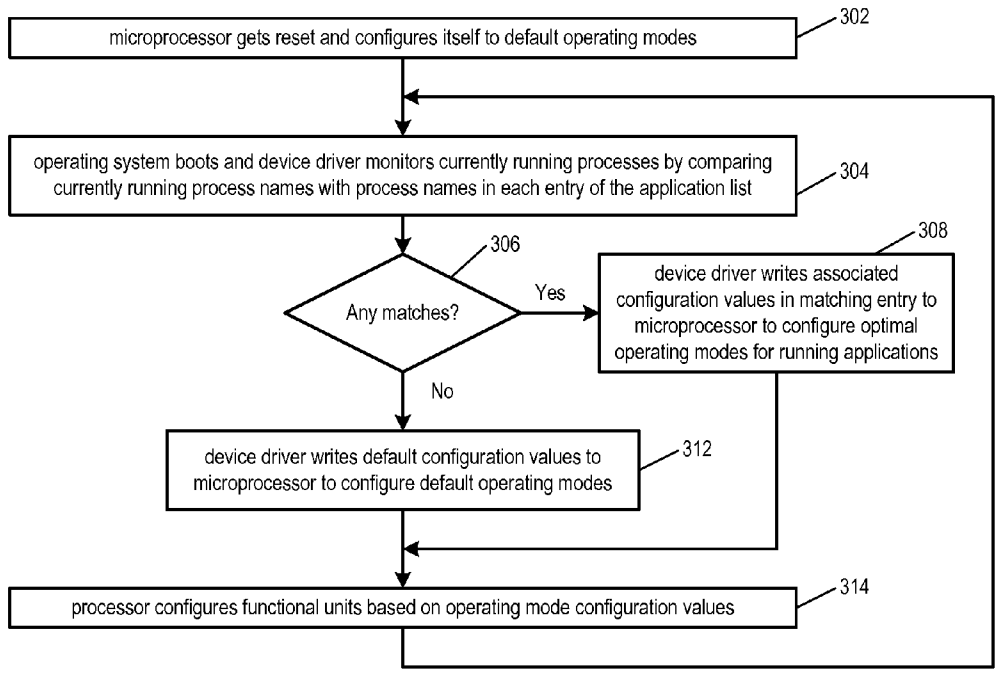 302
microprocessor gets reset and configures itself to default operating modes
operating system boots and device driver monitors currently running processes by comparing
currently running process names with process names in each entry of the application list
304
306
Any matches?
Yes
308
device driver writes associated
configuration values in matching entry to
microprocessor to configure optimal
operating modes for running applications
No
device driver writes default configuration values to
microprocessor to configure default operating modes
312
processor configures functional units based on operating mode configuration values
314